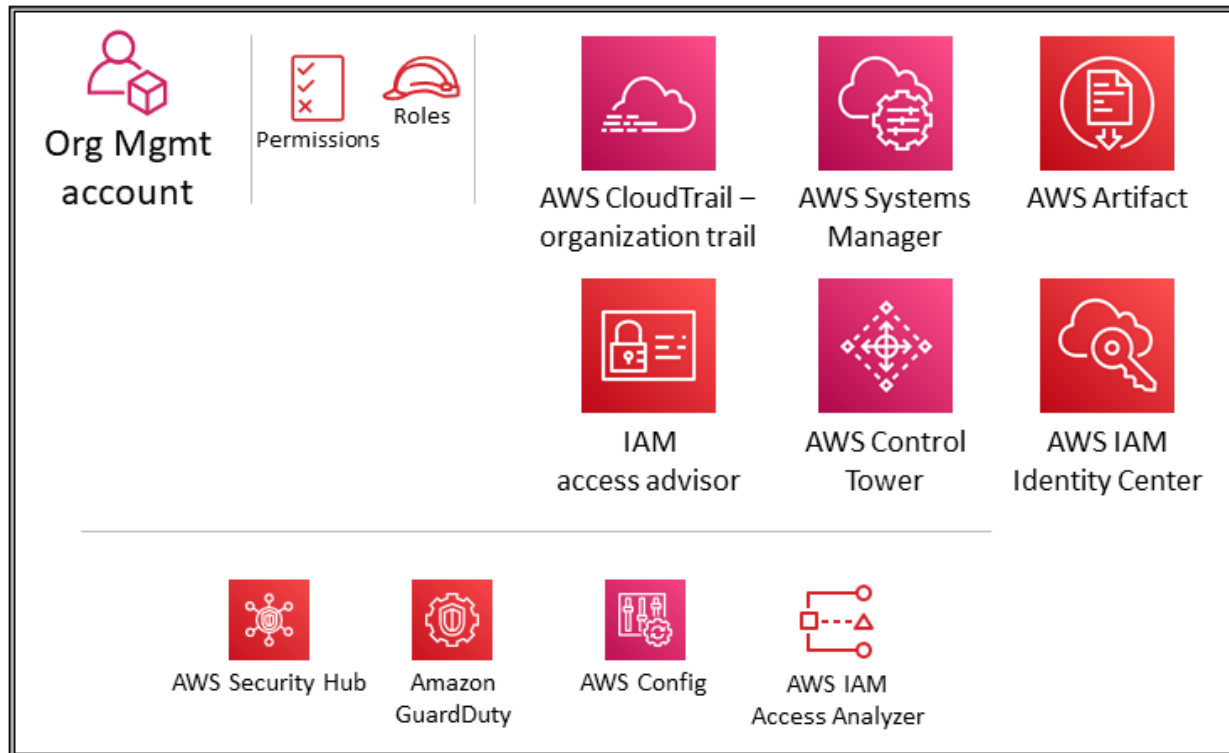 Org Mgmt
account
Permissions
Roles
AWS CloudTrail –
organization trail
AWS Systems
Manager
AWS Artifact
IAM
access advisor
AWS Control
Tower
AWS IAM
Identity Center
AWS Security Hub
Amazon
GuardDuty
AWS Config
AWS IAM
Access Analyzer